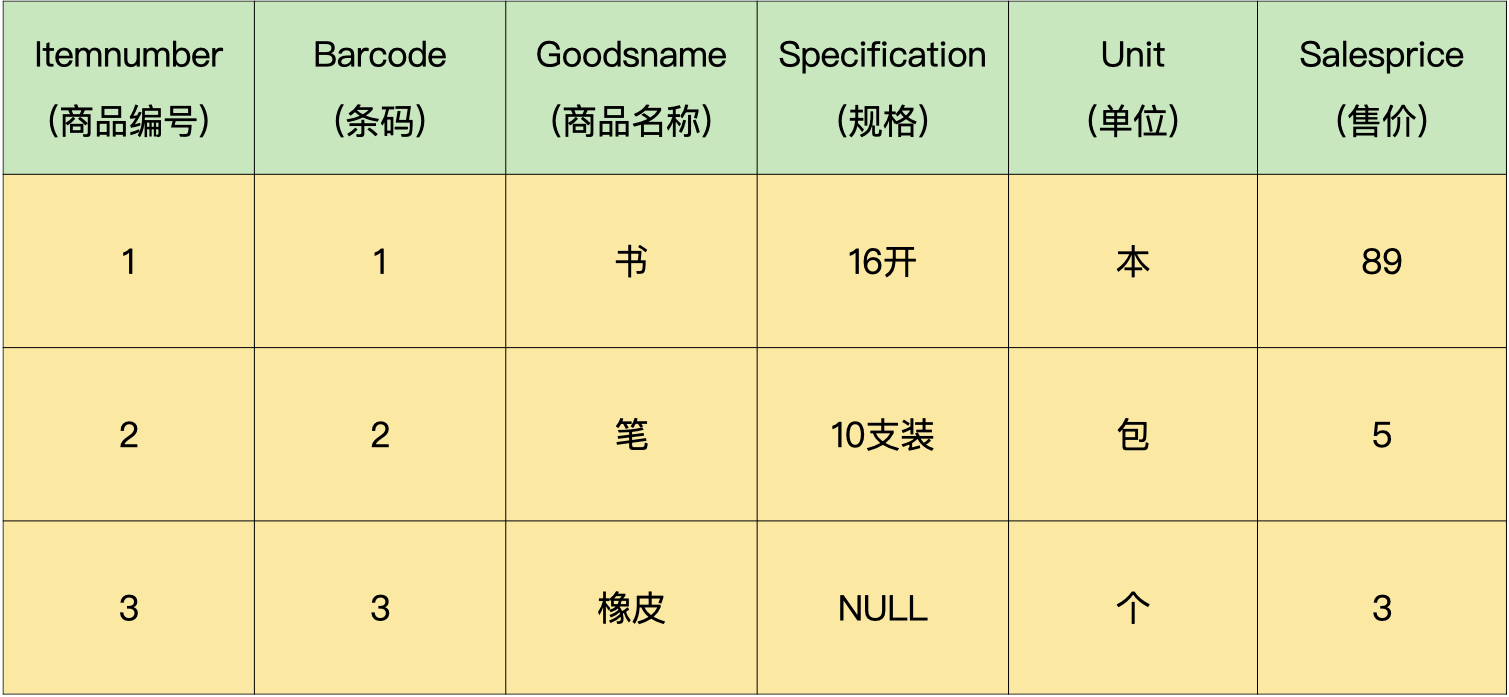 Itemnumber Barcode Goodsname Specification Unit Salesprice
（商品编号） （条码） （商品名称） （规格） （单位） （售价）
1 1 书 16开 本 89
2 2 笔 10支装 包 5
3 3 橡皮 NULL 个 3